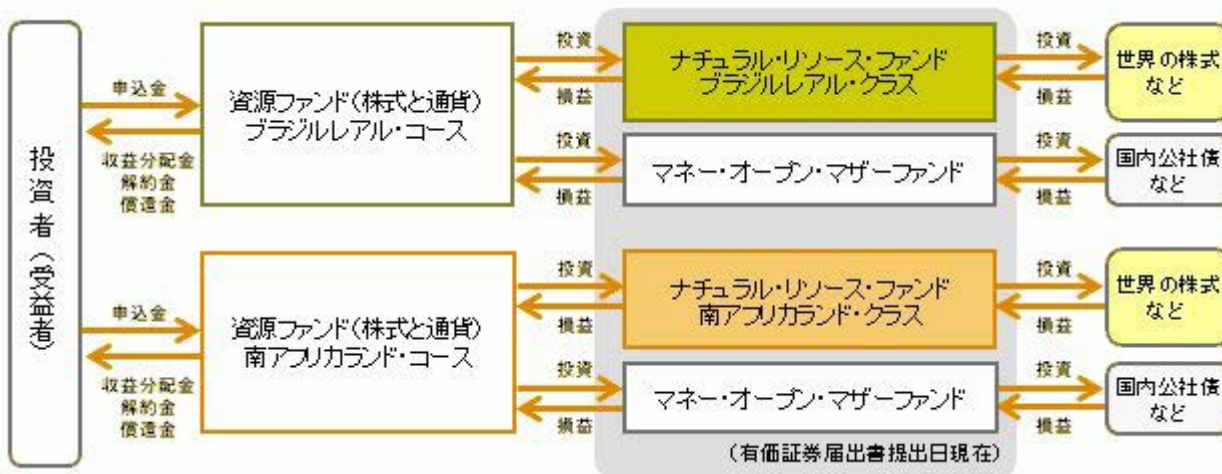 投資者(受益者)
申込金
収益分配金
解約金
償還金
資源ファンド(株式と通貨)
ブラジルレアル・コース
投資
損益
ナチュラル・リソース・ファンド
ブラジルレアル・クラス
投資
損益
世界の株式
など
投資
損益
マネー・オープン・マザーファンド
投資
損益
国内公社債
など
申込金
収益分配金
解約金
償還金
資源ファンド(株式と通貨)
南アフリカランド・コース
投資
損益
ナチュラル・リソース・ファンド
南アフリカランド・クラス
投資
損益
世界の株式
など
投資
損益
マネー・オープン・マザーファンド
投資
損益
国内公社債
など
(有価証券届出書提出日現在)